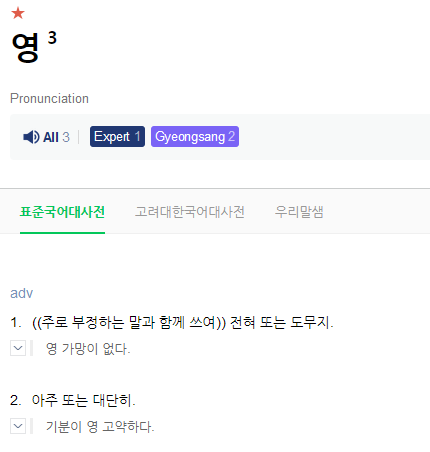 영 3
Pronunciation
All 3 Expert 1 Gyeongsang 2
표준국어대사전 고려대한국어대사전 우리말샘
adv
1. ((주로 부정하는 말과 함께 쓰여)) 전혀 또는 도무지.
영 가망이 없다.
2. 아주 또는 대단히.
기분이 영 고약하다.